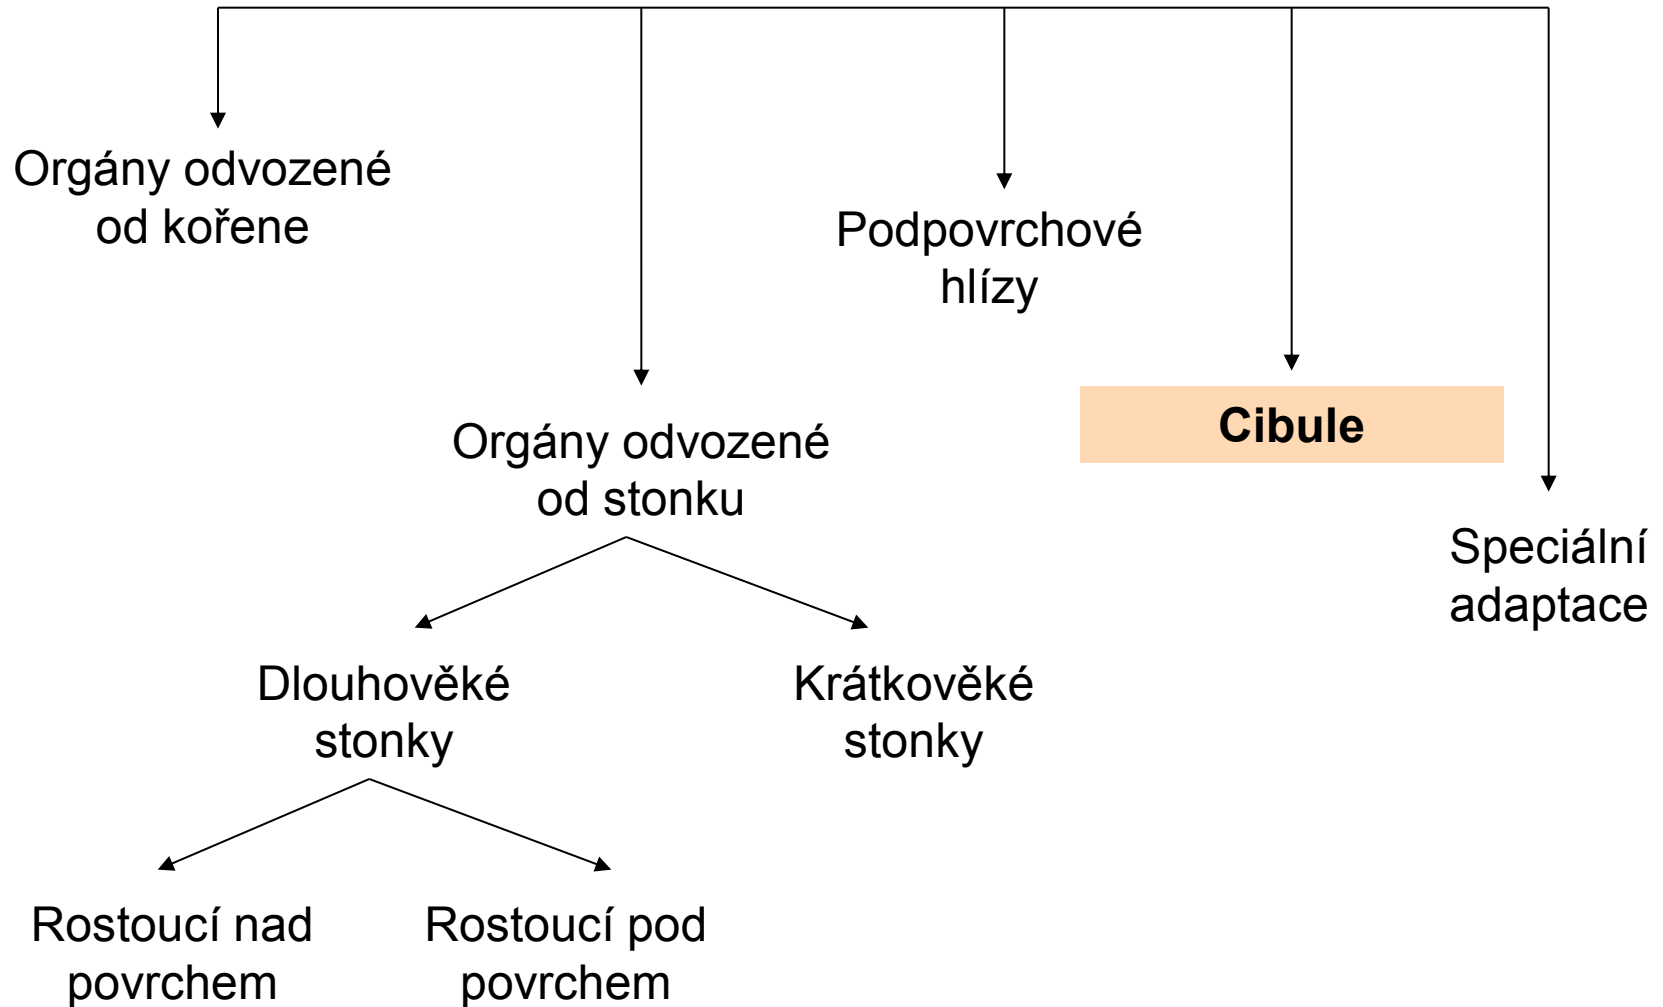 Orgány odvozené
od kořene
Podpovrchové
hlízy
Cibule
Orgány odvozené
od stonku
Speciální
adaptace
Dlouhověké
stonky
Krátkověké
stonky
Rostoucí nad
povrchem
Rostoucí pod
povrchem